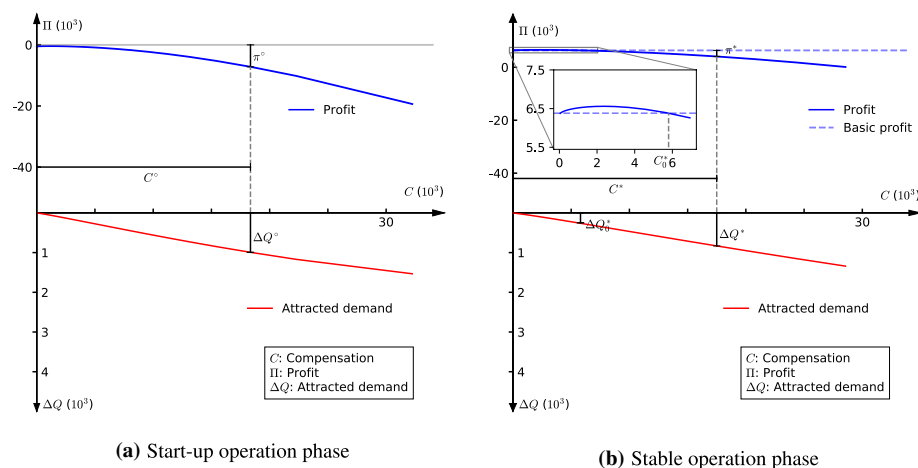 Π (10³)
0
π°
-20
Profit
-40
C°
C (10³)
30
ΔQ°
1
Attracted demand
2
3
C: Compensation
Π: Profit
ΔQ: Attracted demand
4
ΔQ (10³)
(a) Start-up operation phase
Π (10³)
π*
0
7.5
6.5
5.5
0 2 4 C₀* 6
Profit
Basic profit
-20
-40
C*
C (10³)
30
ΔQ₀*
ΔQ*
1
Attracted demand
2
3
C: Compensation
Π: Profit
ΔQ: Attracted demand
4
ΔQ (10³)
(b) Stable operation phase